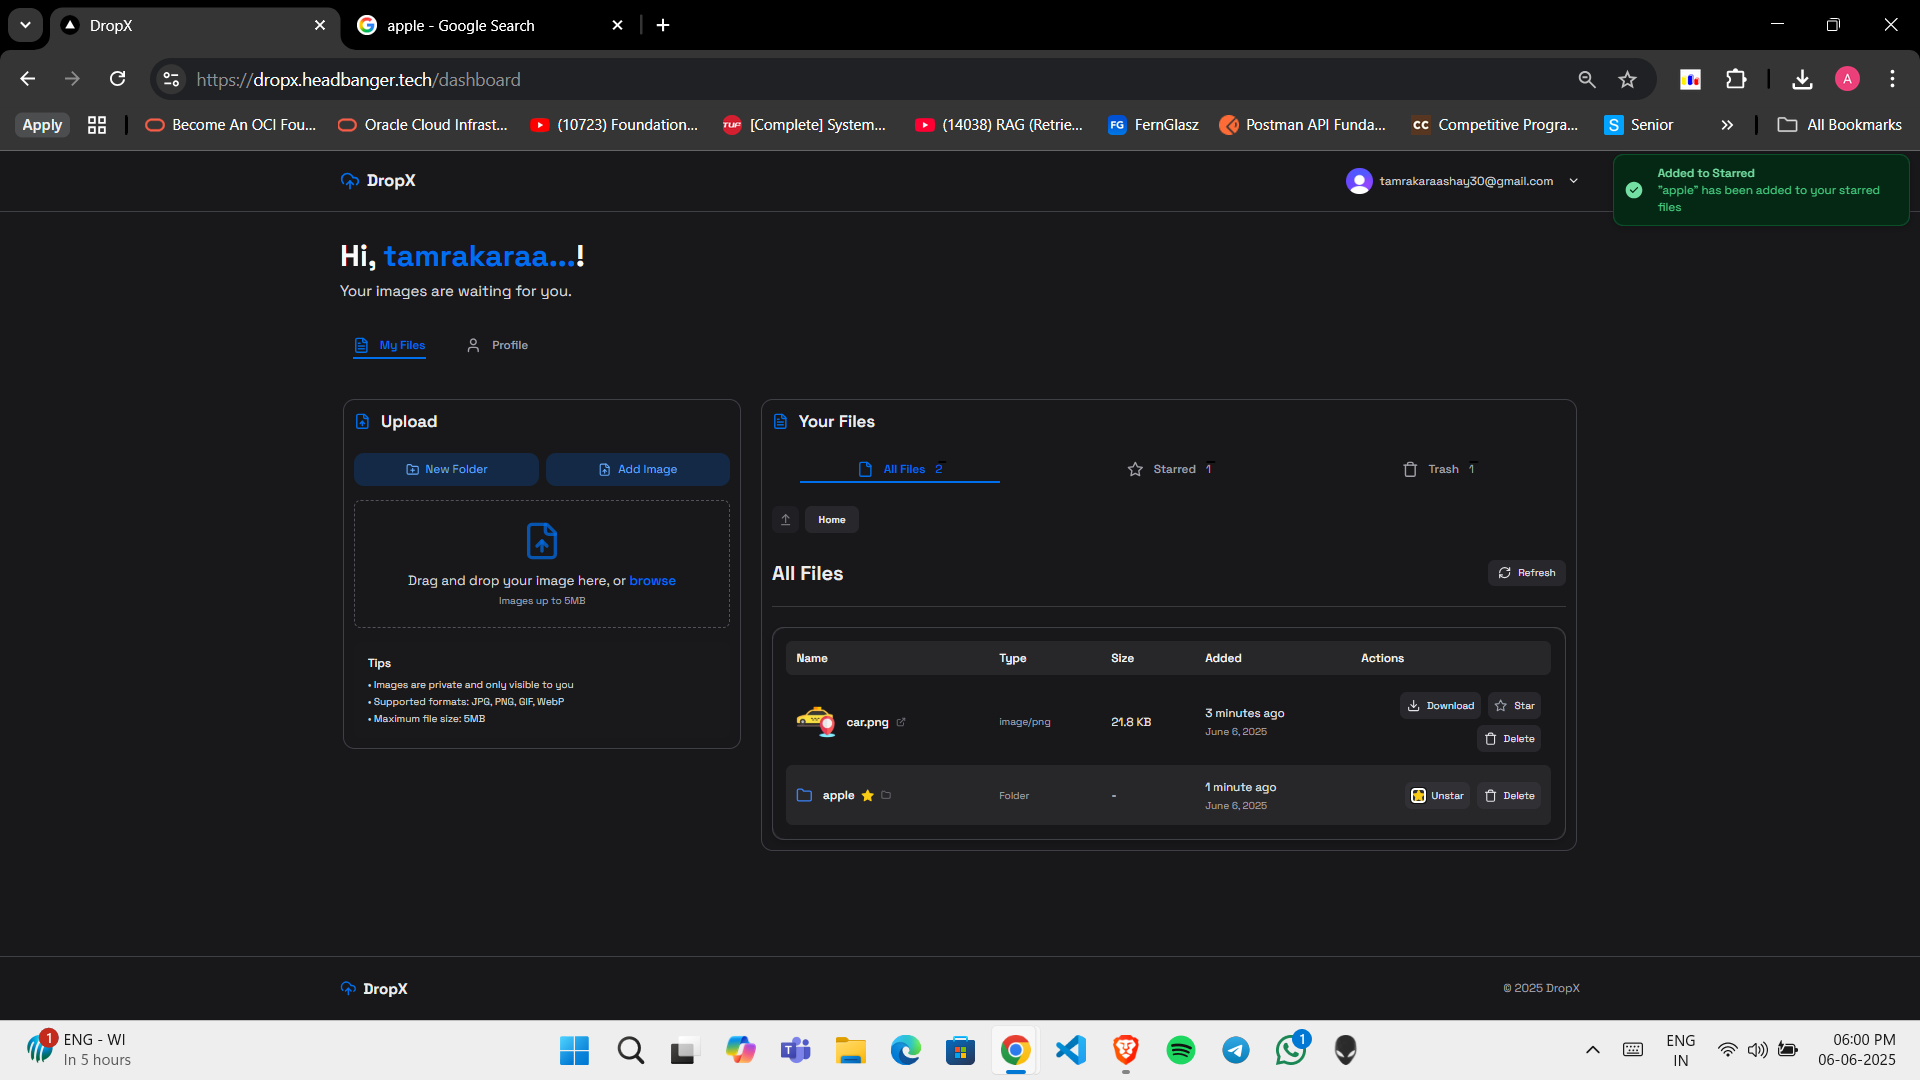 DropX
apple - Google Search
https://dropx.headbanger.tech/dashboard
A
Apply
Become An OCI Fou...
Oracle Cloud Infrast...
(10723) Foundation...
TUF
[Complete] System...
(14038) RAG (Retrie...
FG
FernGlasz
Postman API Funda...
CC
Competitive Progra...
S
Senior
All Bookmarks
DropX
tamrakaraashay30@gmail.com
Added to Starred
"apple" has been added to your starred
files
Hi, tamrakaraa...!
Your images are waiting for you.
My Files
Profile
Upload
New Folder
Add Image
Drag and drop your image here, or browse
Images up to 5MB
Tips
• Images are private and only visible to you
• Supported formats: JPG, PNG, GIF, WebP
• Maximum file size: 5MB
Your Files
All Files 2
Starred 1
Trash 1
Home
All Files
Refresh
Name Type Size Added Actions
car.png
image/png
21.8 KB
3 minutes ago
June 6, 2025
Download
Star
Delete
apple
Folder
-
1 minute ago
June 6, 2025
Unstar
Delete
DropX
© 2025 DropX
1
ENG - WI
In 5 hours
1
ENG
IN
06:00 PM
06-06-2025